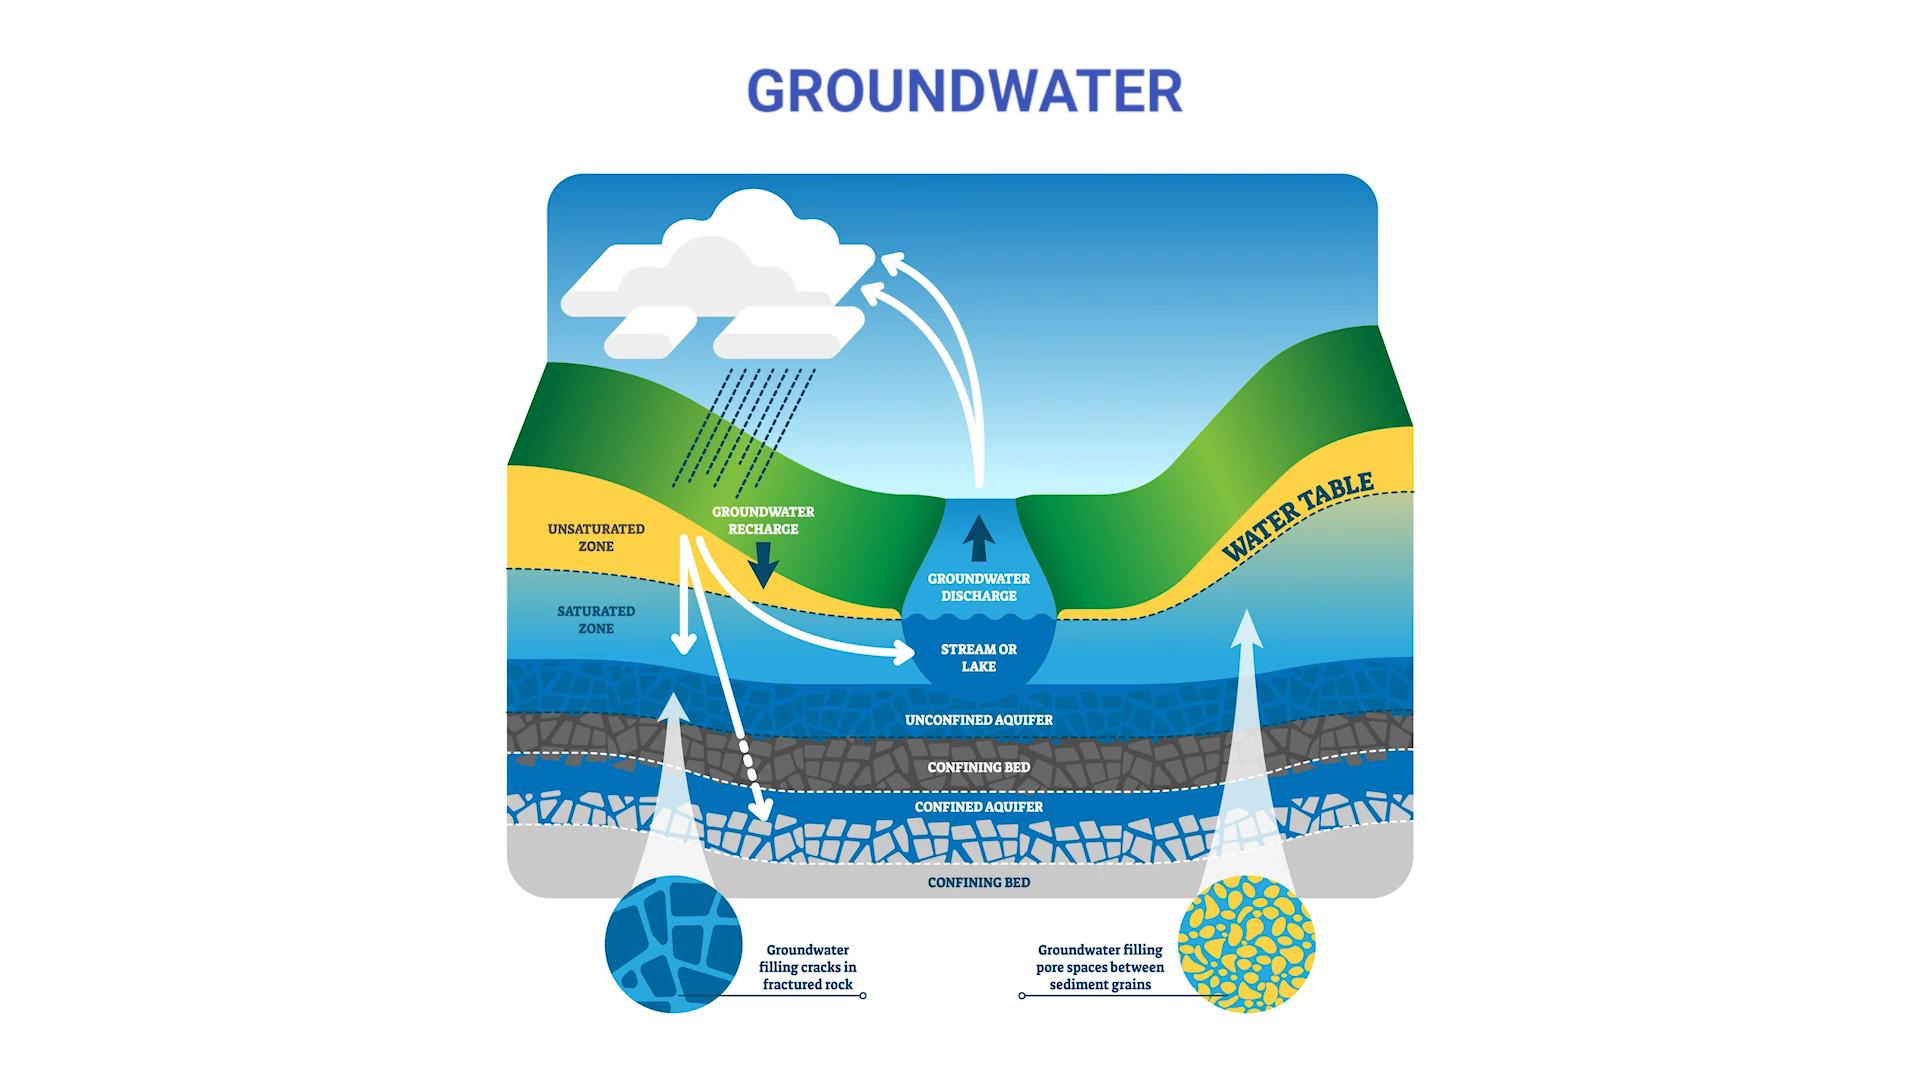 GROUNDWATER
GROUNDWATER
RECHARGE
UNSATURATED
ZONE
WATER TABLE
GROUNDWATER
DISCHARGE
SATURATED
ZONE
STREAM OR
LAKE
UNCONFINED AQUIFER
CONFINING BED
CONFINED AQUIFER
CONFINING BED
Groundwater
filling cracks in
fractured rock
Groundwater filling
pore spaces between
sediment grains